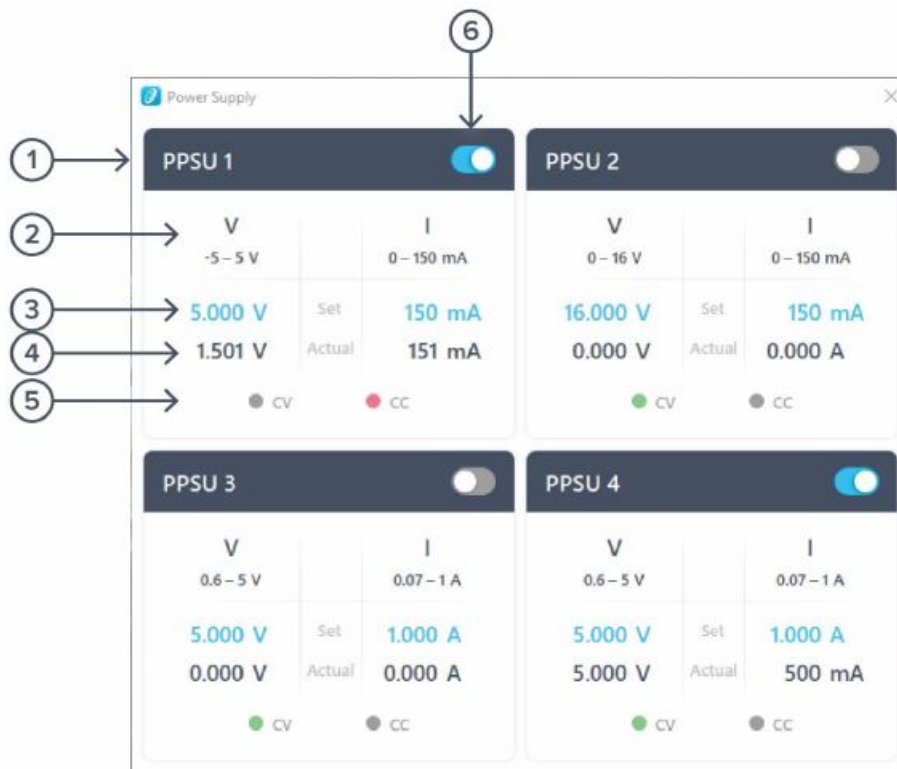 6
Power Supply
1
PPSU 1
PPSU 2
2
V I
-5 – 5 V 0 – 150 mA
V I
0 – 16 V 0 – 150 mA
3
5.000 V Set 150 mA
16.000 V Set 150 mA
4
1.501 V Actual 151 mA
0.000 V Actual 0.000 A
5
CV CC
CV CC
PPSU 3
PPSU 4
V I
0.6 – 5 V 0.07 – 1 A
V I
0.6 – 5 V 0.07 – 1 A
5.000 V Set 1.000 A
5.000 V Set 1.000 A
0.000 V Actual 0.000 A
5.000 V Actual 500 mA
CV CC
CV CC